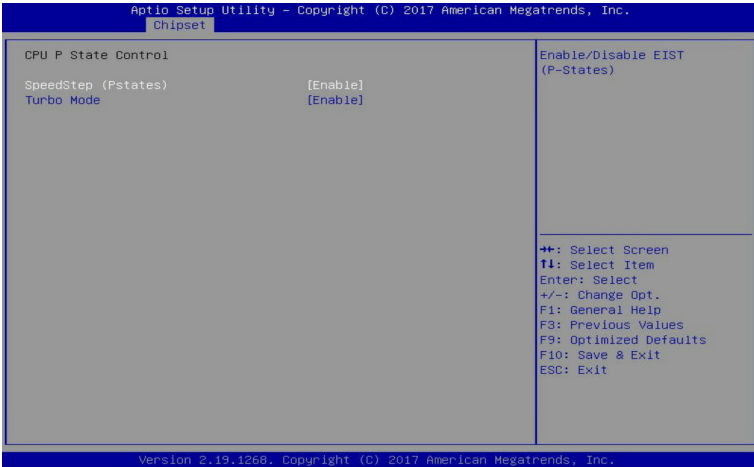 Aptio Setup Utility – Copyright (C) 2017 American Megatrends, Inc.
Chipset
CPU P State Control
SpeedStep (Pstates) [Enable]
Turbo Mode [Enable]
Enable/Disable EIST
(P-States)
→←: Select Screen
↑↓: Select Item
Enter: Select
+/-: Change Opt.
F1: General Help
F3: Previous Values
F9: Optimized Defaults
F10: Save & Exit
ESC: Exit
Version 2.19.1268. Copyright (C) 2017 American Megatrends, Inc.